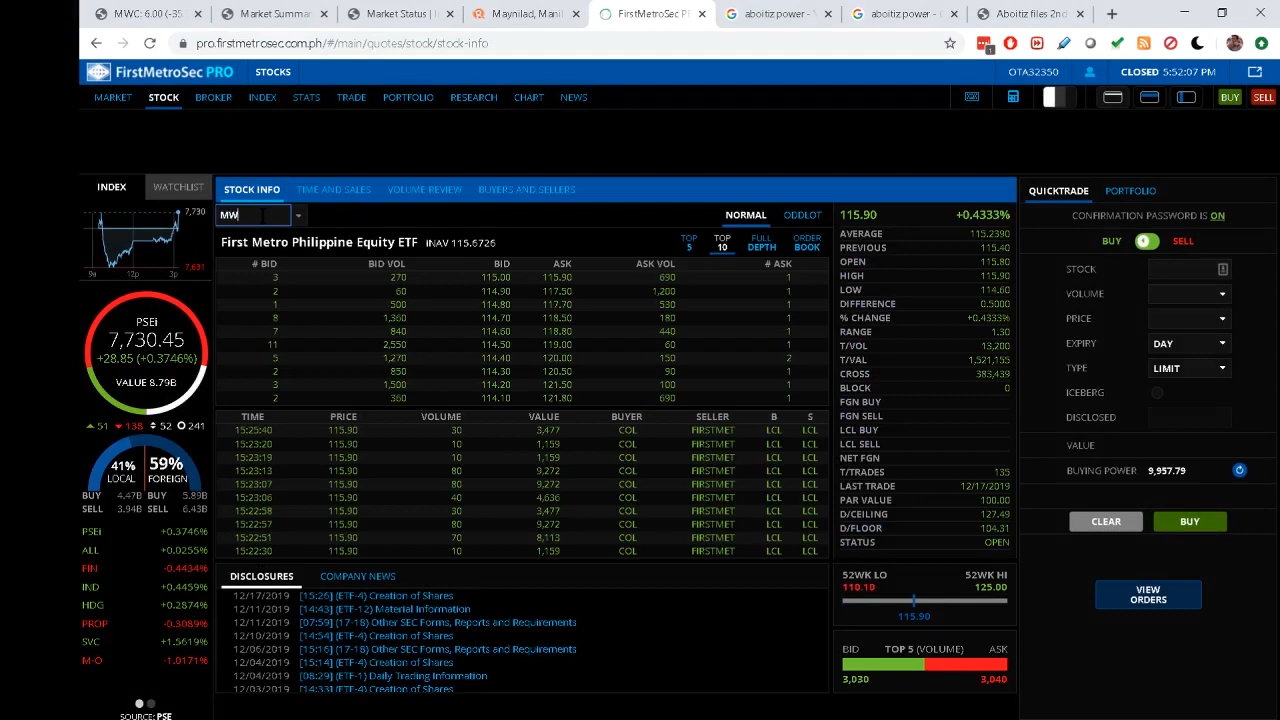 MWC: 6.00 (-35.
Market Summar
Market Status |
Maynilad, Manil
FirstMetroSec P
aboitiz power - 
aboitiz power - 
Aboitiz files 2nd
pro.firstmetrosec.com.ph/#/main/quotes/stock/stock-info
FirstMetroSec PRO STOCKS OTA32350 CLOSED 5:52:07 PM
MARKET STOCK BROKER INDEX STATS TRADE PORTFOLIO RESEARCH CHART NEWS BUY SELL
INDEX WATCHLIST
7,730
7,631
9a 12p 3p
PSEi
7,730.45
+28.85 (+0.3746%)
VALUE 8.79B
51 138 52 241
41% LOCAL 59% FOREIGN
BUY 4.47B BUY 5.89B
SELL 3.94B SELL 6.43B
PSEi +0.3746%
ALL +0.0255%
FIN -0.4434%
IND +0.4459%
HDG +0.2874%
PROP -0.3089%
SVC +1.5619%
M-O -1.0171%
SOURCE: PSE
STOCK INFO TIME AND SALES VOLUME REVIEW BUYERS AND SELLERS
MW NORMAL ODDLOT
First Metro Philippine Equity ETF iNAV 115.6726 TOP 5 TOP 10 FULL DEPTH ORDER BOOK
# BID BID VOL BID ASK ASK VOL # ASK
3 270 115.00 115.90 690 1
2 60 114.90 117.50 1,200 1
1 500 114.80 117.70 530 1
8 1,360 114.70 118.50 180 1
7 840 114.60 118.80 440 1
11 2,550 114.50 119.00 60 1
5 1,270 114.40 120.00 150 2
2 850 114.30 120.50 90 1
3 1,500 114.20 121.50 100 1
2 360 114.10 121.80 690 1
TIME PRICE VOLUME VALUE BUYER SELLER B S
15:25:40 115.90 30 3,477 COL FIRSTMET LCL LCL
15:23:20 115.90 10 1,159 COL FIRSTMET LCL LCL
15:23:19 115.90 10 1,159 COL FIRSTMET LCL LCL
15:23:13 115.90 80 9,272 COL FIRSTMET LCL LCL
15:23:07 115.90 80 9,272 COL FIRSTMET LCL LCL
15:23:06 115.90 40 4,636 COL FIRSTMET LCL LCL
15:22:58 115.90 30 3,477 COL FIRSTMET LCL LCL
15:22:57 115.90 80 9,272 COL FIRSTMET LCL LCL
15:22:51 115.90 70 8,113 COL FIRSTMET LCL LCL
15:22:30 115.90 10 1,159 COL FIRSTMET LCL LCL
DISCLOSURES COMPANY NEWS
12/17/2019 [15:26] (ETF-4) Creation of Shares
12/11/2019 [14:43] (ETF-12) Material Information
12/11/2019 [07:59] (17-18) Other SEC Forms, Reports and Requirements
12/10/2019 [14:54] (ETF-4) Creation of Shares
12/06/2019 [15:16] (17-18) Other SEC Forms, Reports and Requirements
12/04/2019 [15:14] (ETF-4) Creation of Shares
12/04/2019 [08:29] (ETF-1) Daily Trading Information
12/03/2019 [14:33] (ETF-4) Creation of Shares
115.90 +0.4333%
AVERAGE 115.2390
PREVIOUS 115.40
OPEN 115.80
HIGH 115.90
LOW 114.60
DIFFERENCE 0.5000
% CHANGE +0.4333%
RANGE 1.30
T/VOL 13,200
T/VAL 1,521,155
CROSS 383,439
BLOCK 0
FGN BUY
FGN SELL
LCL BUY
LCL SELL
NET FGN
T/TRADES 135
LAST TRADE 12/17/2019
PAR VALUE 100.00
D/CEILING 127.49
D/FLOOR 104.31
STATUS OPEN
52WK LO 52WK HI
110.10 125.00
115.90
BID TOP 5 (VOLUME) ASK
3,030 3,040
QUICKTRADE PORTFOLIO
CONFIRMATION PASSWORD IS ON
BUY SELL
STOCK
VOLUME
PRICE
EXPIRY DAY
TYPE LIMIT
ICEBERG
DISCLOSED
VALUE
BUYING POWER 9,957.79
CLEAR BUY
VIEW
ORDERS